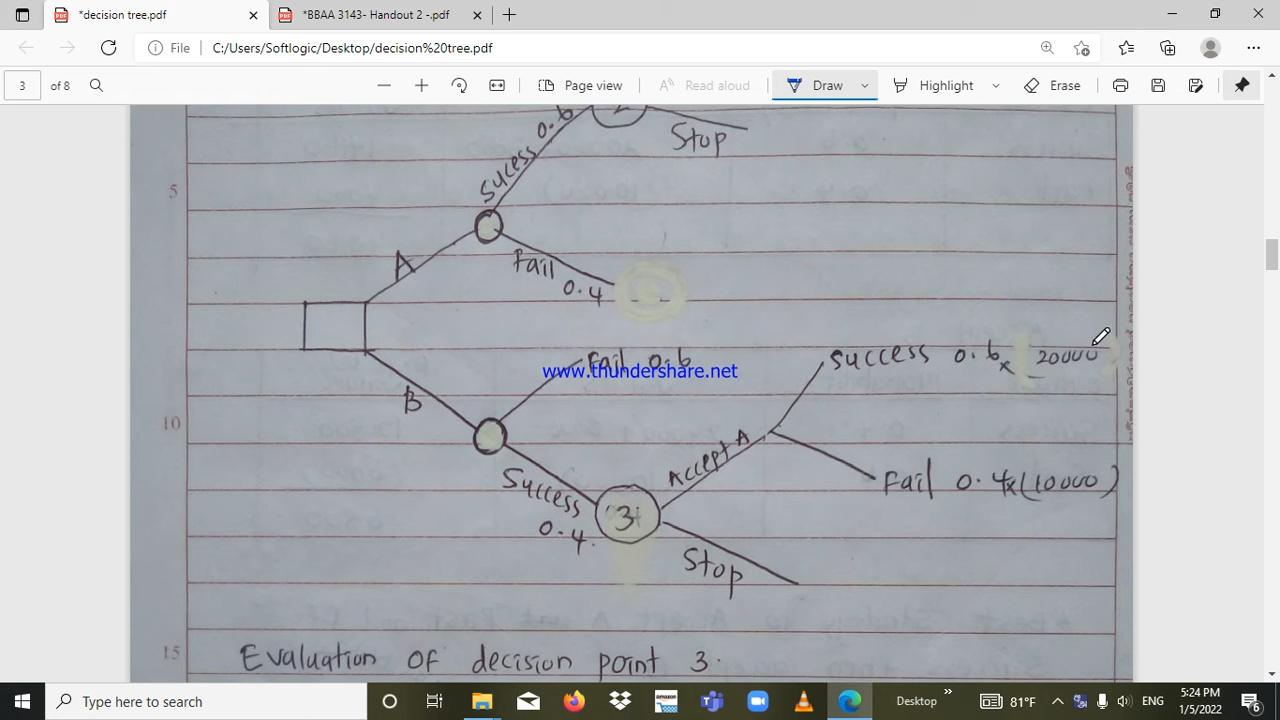 *decision tree.pdf
*BBAA 3143- Handout 2 -.pdf
File
C:/Users/Softlogic/Desktop/decision%20tree.pdf
3 of 8
Page view
Read aloud
Draw
Highlight
Erase
Sucess 0.6
2
Stop
5
A
Fail
0.4
Fail 0.6
www.thundershare.net
Success 0.6 x 20000
B
10
Accept A
Success
0.4
Fail 0.4x(10000)
3
Stop
15
Evaluation of decision point 3.
Type here to search
Desktop
81°F
ENG
5:24 PM
1/5/2022
6